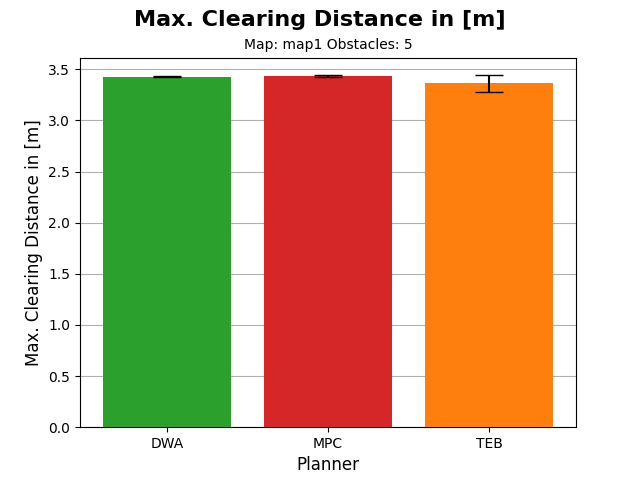 Max. Clearing Distance in [m]
Map: map1 Obstacles: 5
Max. Clearing Distance in [m]
3.5
3.0
2.5
2.0
1.5
1.0
0.5
0.0
DWA
MPC
TEB
Planner